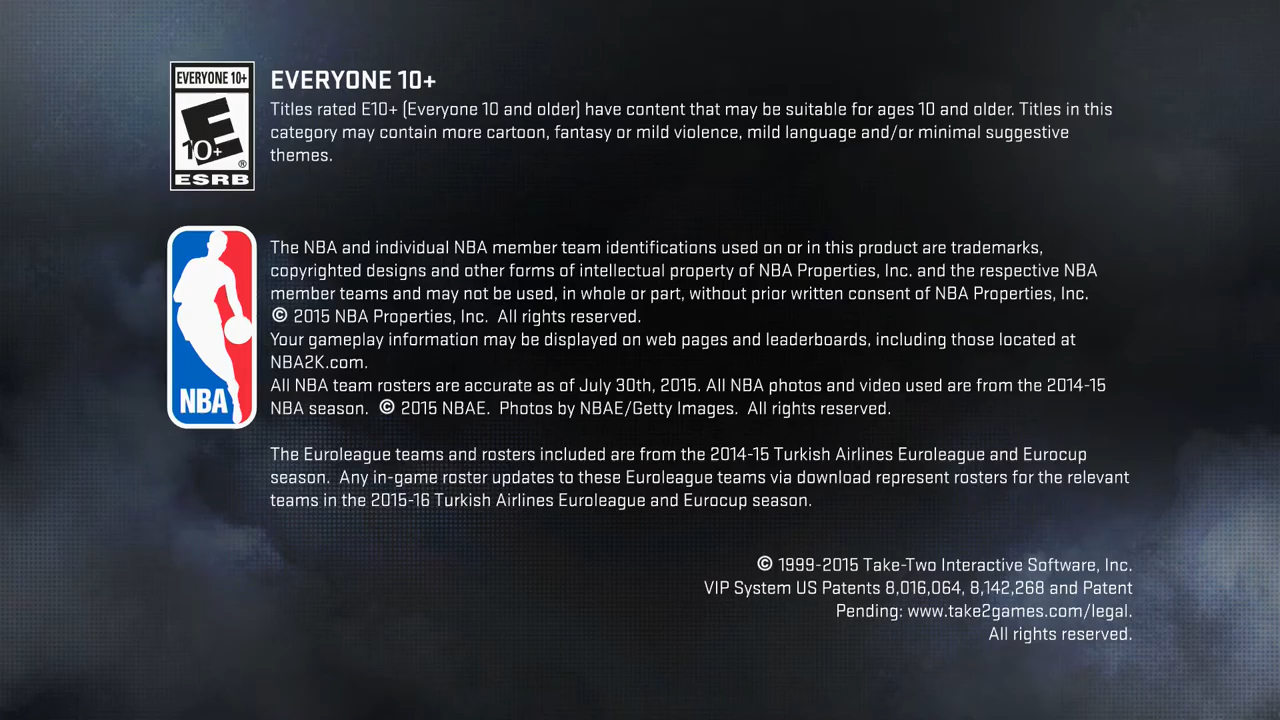 EVERYONE 10+
E
10+
®
ESRB
EVERYONE 10+
Titles rated E10+ (Everyone 10 and older) have content that may be suitable for ages 10 and older. Titles in this
category may contain more cartoon, fantasy or mild violence, mild language and/or minimal suggestive
themes.
NBA
The NBA and individual NBA member team identifications used on or in this product are trademarks,
copyrighted designs and other forms of intellectual property of NBA Properties, Inc. and the respective NBA
member teams and may not be used, in whole or part, without prior written consent of NBA Properties, Inc.
© 2015 NBA Properties, Inc.  All rights reserved.
Your gameplay information may be displayed on web pages and leaderboards, including those located at
NBA2K.com.
All NBA team rosters are accurate as of July 30th, 2015. All NBA photos and video used are from the 2014-15
NBA season.  © 2015 NBAE.  Photos by NBAE/Getty Images.  All rights reserved.
The Euroleague teams and rosters included are from the 2014-15 Turkish Airlines Euroleague and Eurocup
season.  Any in-game roster updates to these Euroleague teams via download represent rosters for the relevant
teams in the 2015-16 Turkish Airlines Euroleague and Eurocup season.
© 1999-2015 Take-Two Interactive Software, Inc.
VIP System US Patents 8,016,064, 8,142,268 and Patent
Pending: www.take2games.com/legal.
All rights reserved.